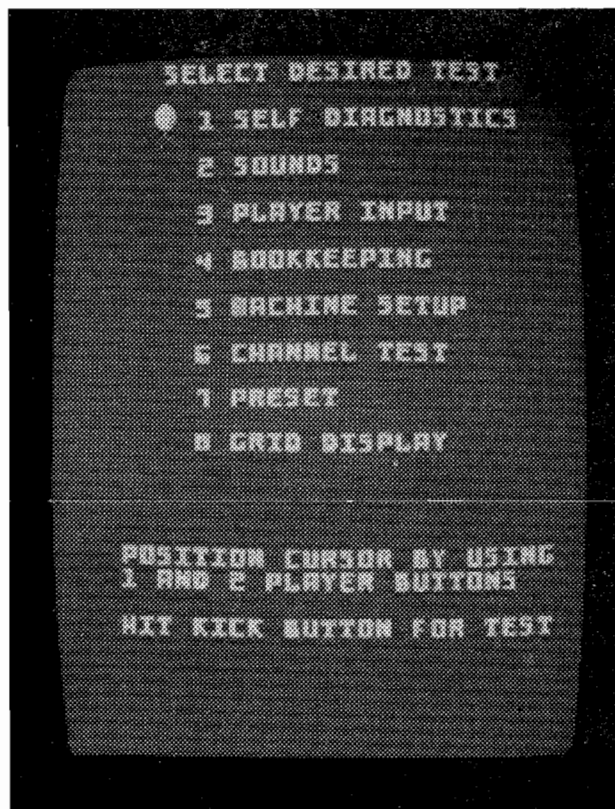 SELECT DESIRED TEST
1 SELF DIAGNOSTICS
2 SOUNDS
3 PLAYER INPUT
4 BOOKKEEPING
5 MACHINE SETUP
6 CHANNEL TEST
7 PRESET
8 GRID DISPLAY
POSITION CURSOR BY USING
1 AND 2 PLAYER BUTTONS
HIT KICK BUTTON FOR TEST